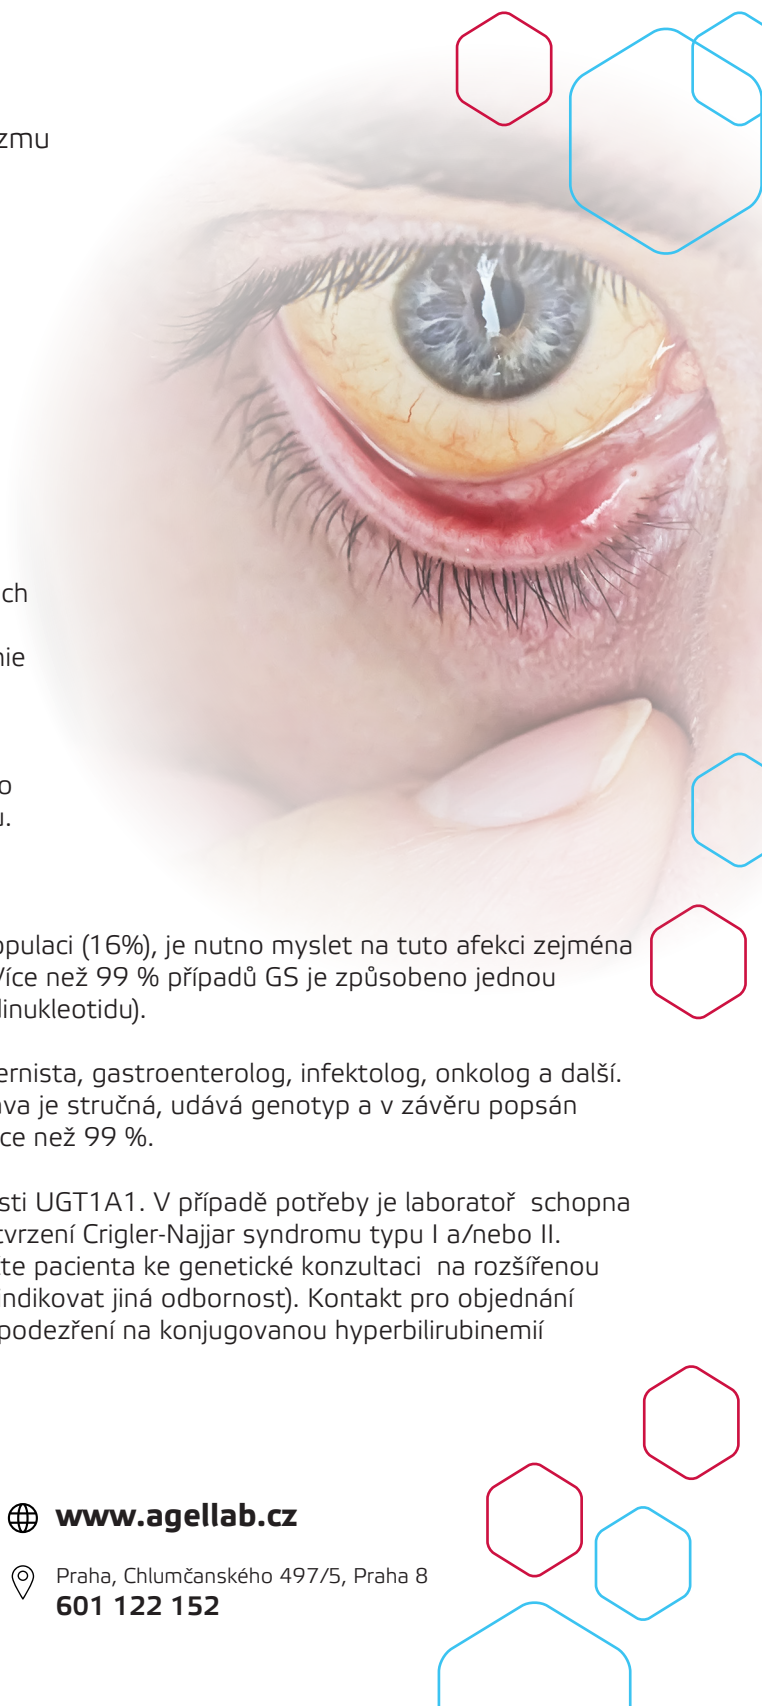 zmu
ch
nie
o
u.
opulaci (16%), je nutno myslet na tuto afekci zejména
Více než 99 % případů GS je způsobeno jednou
dinukleotidu).
ernista, gastroenterolog, infektolog, onkolog a další.
áva je stručná, udává genotyp a v závěru popsán
íce než 99 %.
sti UGT1A1. V případě potřeby je laboratoř schopna
tvrzení Crigler-Najjar syndromu typu I a/nebo II.
čte pacienta ke genetické konzultaci na rozšířenou
indikovat jiná odbornost). Kontakt pro objednání
podezření na konjugovanou hyperbilirubinemií
www.agellab.cz
Praha, Chlumčanského 497/5, Praha 8
601 122 152